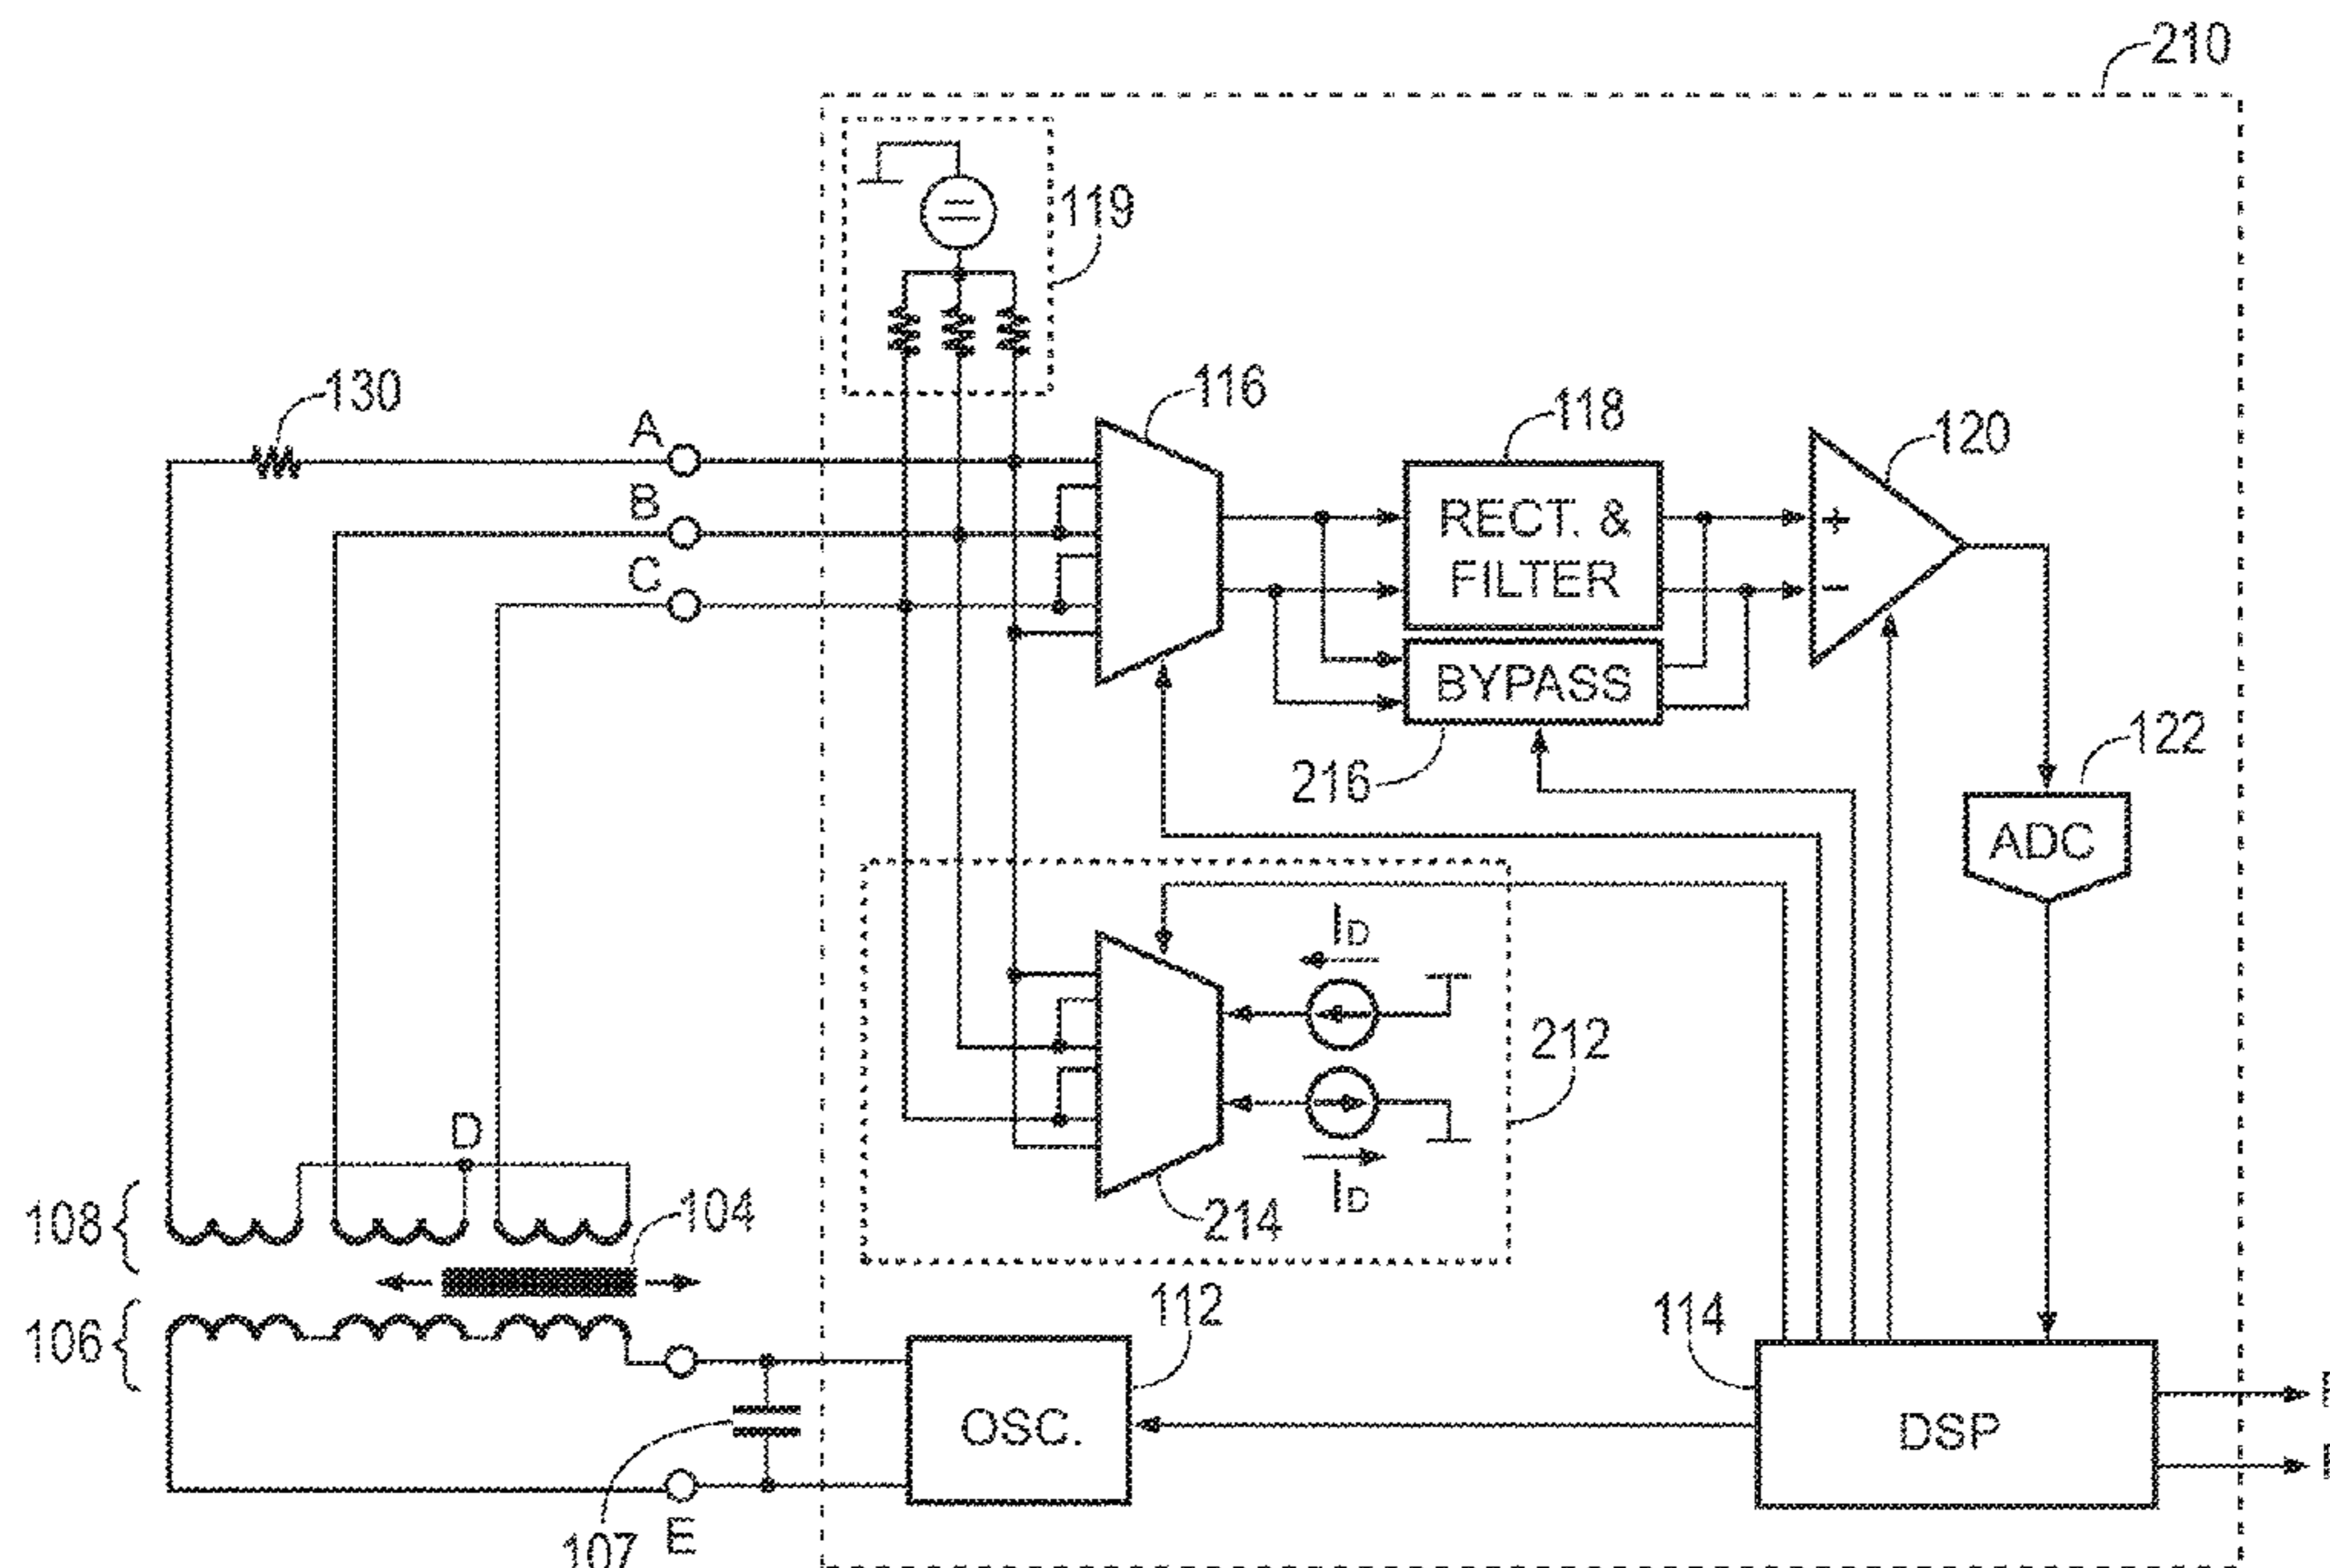 210
119
130
116
118
120
A
B
C
RECT. &
FILTER
+
−
BYPASS
216
122
ADC
ID
212
ID
214
D
108
104
106
112
114
OSC.
DSP
107
E